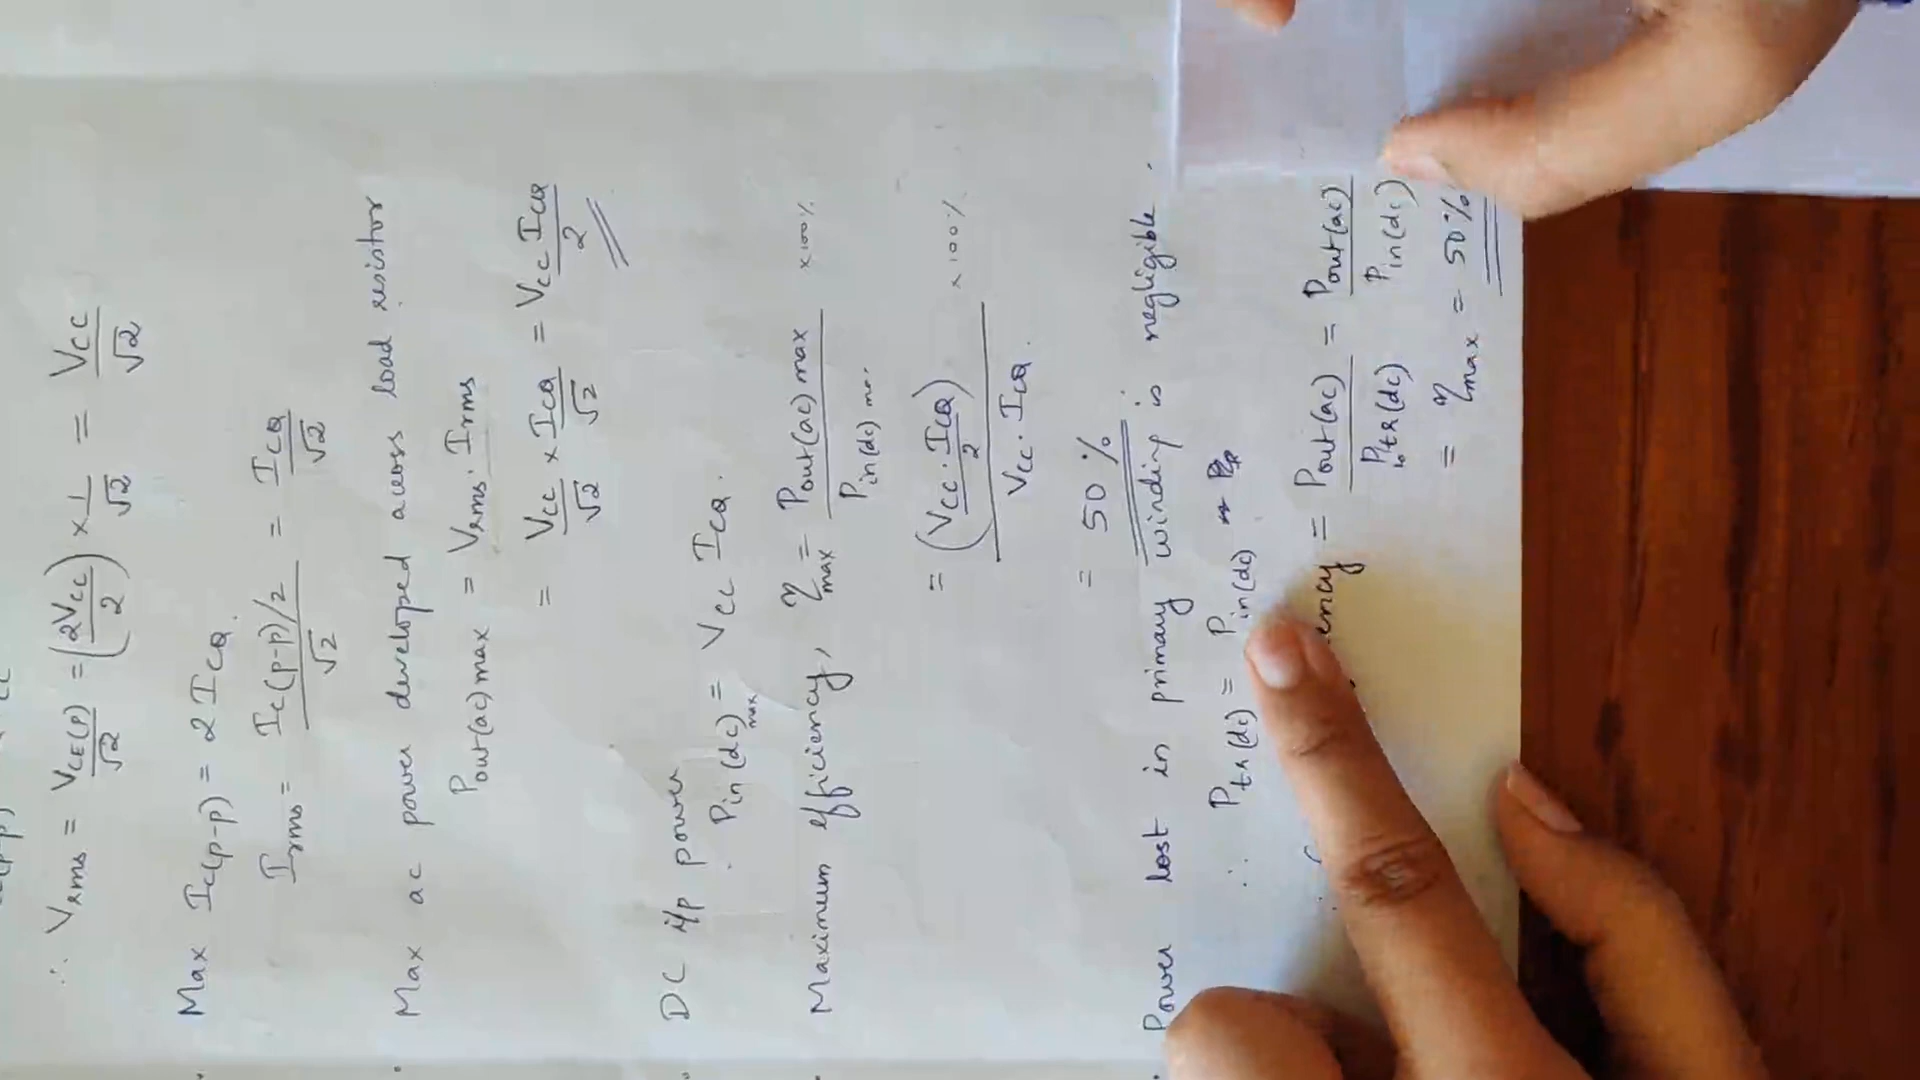 ∴ Vrms = VCE(p)/√2 = (2VCC/2) × 1/√2 = VCC/√2
Max IC(p-p) = 2 ICQ.
Irms = IC(p-p)/2 / √2 = ICQ/√2
Max ac power developed across load resistor
Pout(ac)max = Vrms · Irms
= VCC/√2 × ICQ/√2 = VCC ICQ/2
DC i/p power
Pin(dc)max = VCC ICQ.
Maximum efficiency, ηmax = Pout(ac)max / Pin(dc) × 100%
= (VCC · ICQ/2) / VCC · ICQ. × 100%
= 50%
Power lost in primary winding is negligible.
∴ Ptr(dc) = Pin(dc)
= Pout(ac)/Ptr(dc) = Pout(ac)/Pin(dc)
= ηmax = 50%